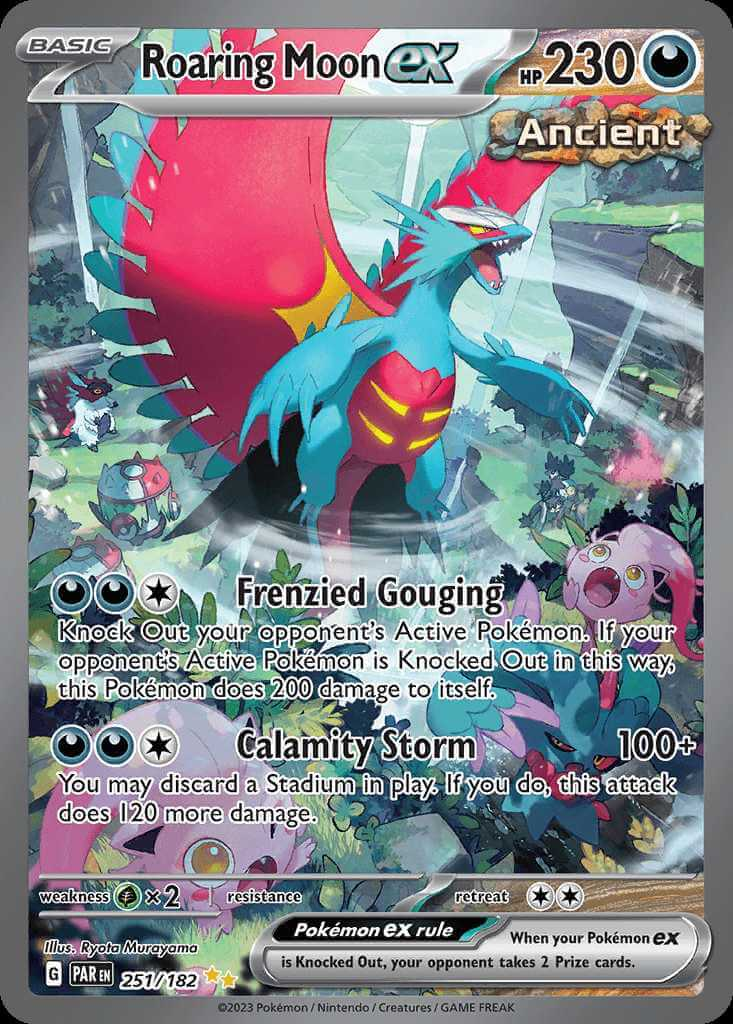 BASIC
Roaring Moon ex
HP 230
Ancient
Frenzied Gouging
Knock Out your opponent's Active Pokémon. If your
opponent's Active Pokémon is Knocked Out in this way,
this Pokémon does 200 damage to itself.
Calamity Storm 100+
You may discard a Stadium in play. If you do, this attack
does 120 more damage.
weakness ×2 resistance retreat
Illus. Ryota Murayama
Pokémon ex rule
When your Pokémon ex
is Knocked Out, your opponent takes 2 Prize cards.
G PAR EN 251/182
©2023 Pokémon / Nintendo / Creatures / GAME FREAK